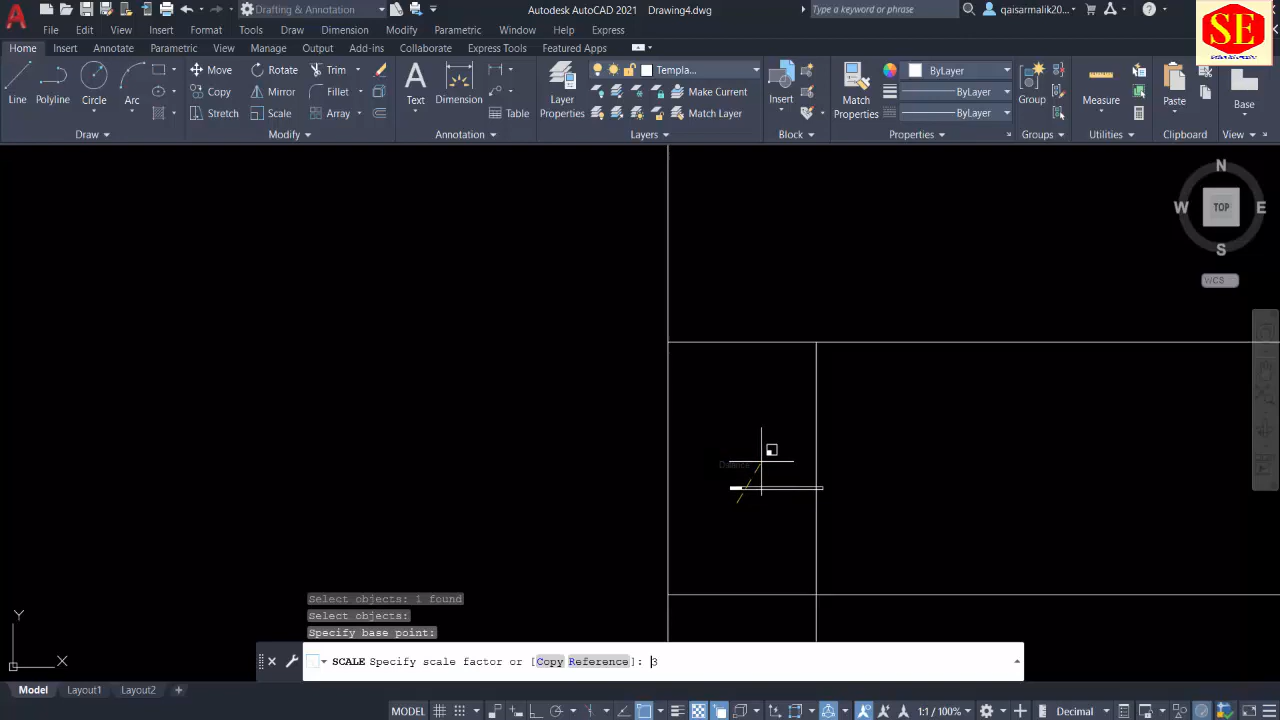 Drafting & Annotation
Autodesk AutoCAD 2021 Drawing4.dwg
Type a keyword or phrase
qaisarmalik20...
SE
File Edit View Insert Format Tools Draw Dimension Modify Parametric Window Help Express
Home Insert Annotate Parametric View Manage Output Add-ins Collaborate Express Tools Featured Apps
Line Polyline Circle Arc
Move Rotate Trim
Copy Mirror Fillet
Stretch Scale Array
Text Dimension Table
Layer Properties
Templa...
Make Current
Match Layer
Insert
Match Properties
ByLayer
ByLayer
ByLayer
Group
Measure
Paste
Base
Draw Modify Annotation Layers Block Properties Groups Utilities Clipboard View
N
W TOP E
S
WCS
Select objects: 1 found
Select objects:
Specify base point:
Y
X
SCALE Specify scale factor or [Copy Reference]: 3
Model Layout1 Layout2 +
MODEL 1:1 / 100% Decimal